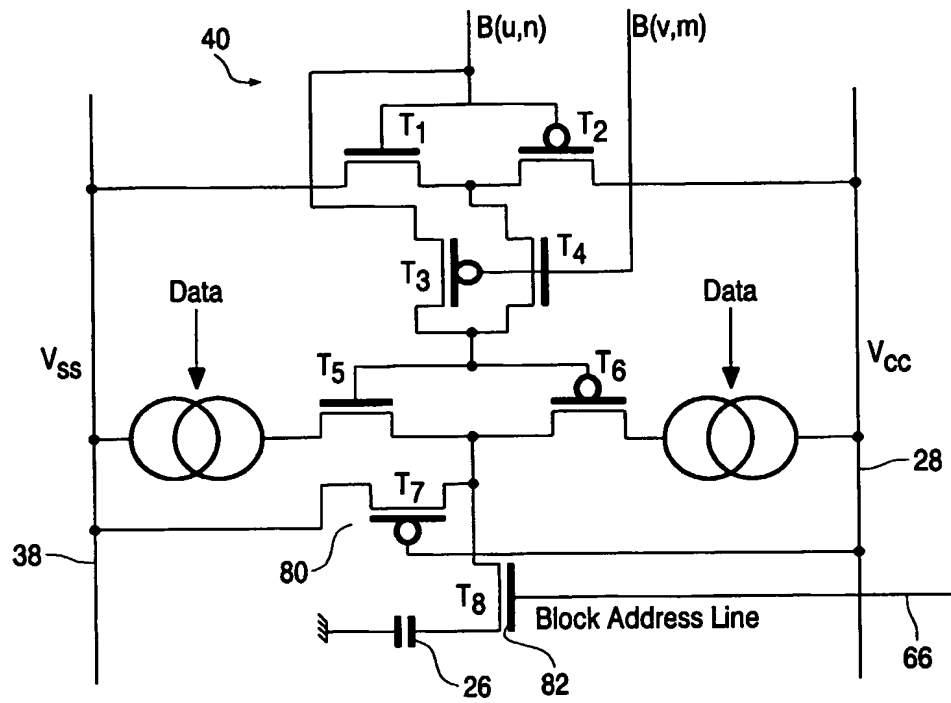 B(u,n)
B(v,m)
40
T1
T2
T3
T4
Data
Data
VSS
VCC
T5
T6
28
T7
38
80
T8
Block Address Line
26
82
66